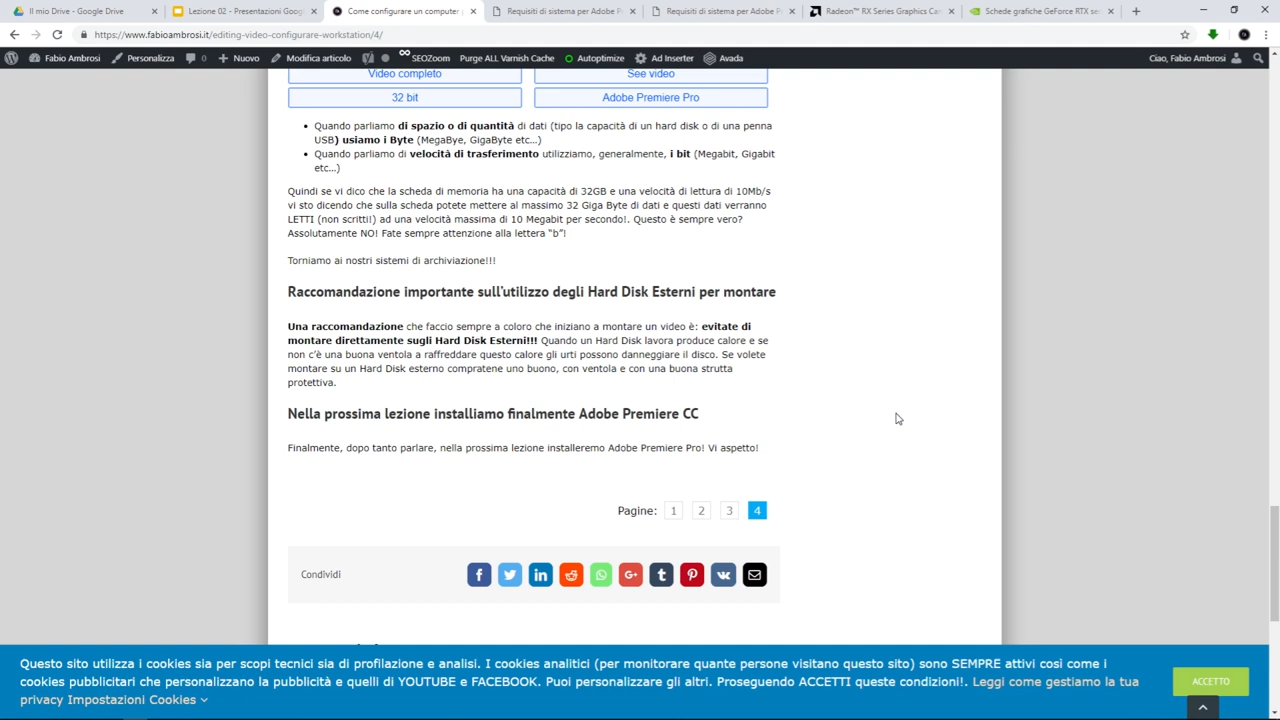 Il mio Drive - Google Drive
Lezione 02 - Presentazioni Goog
Come configurare un computer p
Requisiti di sistema per Adobe P
Requisiti di sistema per Adobe P
Radeon™ RX Series Graphics Ca
Schede grafiche GeForce RTX se
https://www.fabioambrosi.it/editing-video-configurare-workstation/4/
Fabio Ambrosi Personalizza 0 Nuovo Modifica articolo SEOZoom Purge ALL Varnish Cache Autoptimize Ad Inserter Avada Ciao, Fabio Ambrosi
Video completo See video
32 bit Adobe Premiere Pro
• Quando parliamo di spazio o di quantità di dati (tipo la capacità di un hard disk o di una penna
USB) usiamo i Byte (MegaBye, GigaByte etc…)
• Quando parliamo di velocità di trasferimento utilizziamo, generalmente, i bit (Megabit, Gigabit
etc…)
Quindi se vi dico che la scheda di memoria ha una capacità di 32GB e una velocità di lettura di 10Mb/s
vi sto dicendo che sulla scheda potete mettere al massimo 32 Giga Byte di dati e questi dati verranno
LETTI (non scritti!) ad una velocità massima di 10 Megabit per secondo!. Questo è sempre vero?
Assolutamente NO! Fate sempre attenzione alla lettera “b”!
Torniamo ai nostri sistemi di archiviazione!!!
Raccomandazione importante sull’utilizzo degli Hard Disk Esterni per montare
Una raccomandazione che faccio sempre a coloro che iniziano a montare un video è: evitate di
montare direttamente sugli Hard Disk Esterni!!! Quando un Hard Disk lavora produce calore e se
non c’è una buona ventola a raffreddare questo calore gli urti possono danneggiare il disco. Se volete
montare su un Hard Disk esterno compratene uno buono, con ventola e con una buona strutta
protettiva.
Nella prossima lezione installiamo finalmente Adobe Premiere CC
Finalmente, dopo tanto parlare, nella prossima lezione installeremo Adobe Premiere Pro! Vi aspetto!
Pagine: 1 2 3 4
Condividi
Questo sito utilizza i cookies sia per scopi tecnici sia di profilazione e analisi. I cookies analitici (per monitorare quante persone visitano questo sito) sono SEMPRE attivi così come i
cookies pubblicitari che personalizzano la pubblicità e quelli di YOUTUBE e FACEBOOK. Puoi personalizzare gli altri. Proseguendo ACCETTI queste condizioni!. Leggi come gestiamo la tua
privacy Impostazioni Cookies
ACCETTO